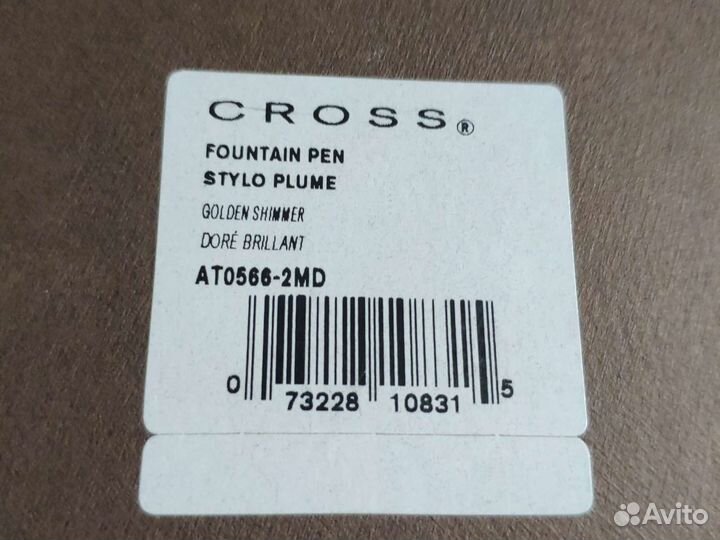 CROSS®
FOUNTAIN PEN
STYLO PLUME
GOLDEN SHIMMER
DORÉ BRILLANT
AT0566-2MD
0 73228 10831 5
Avito